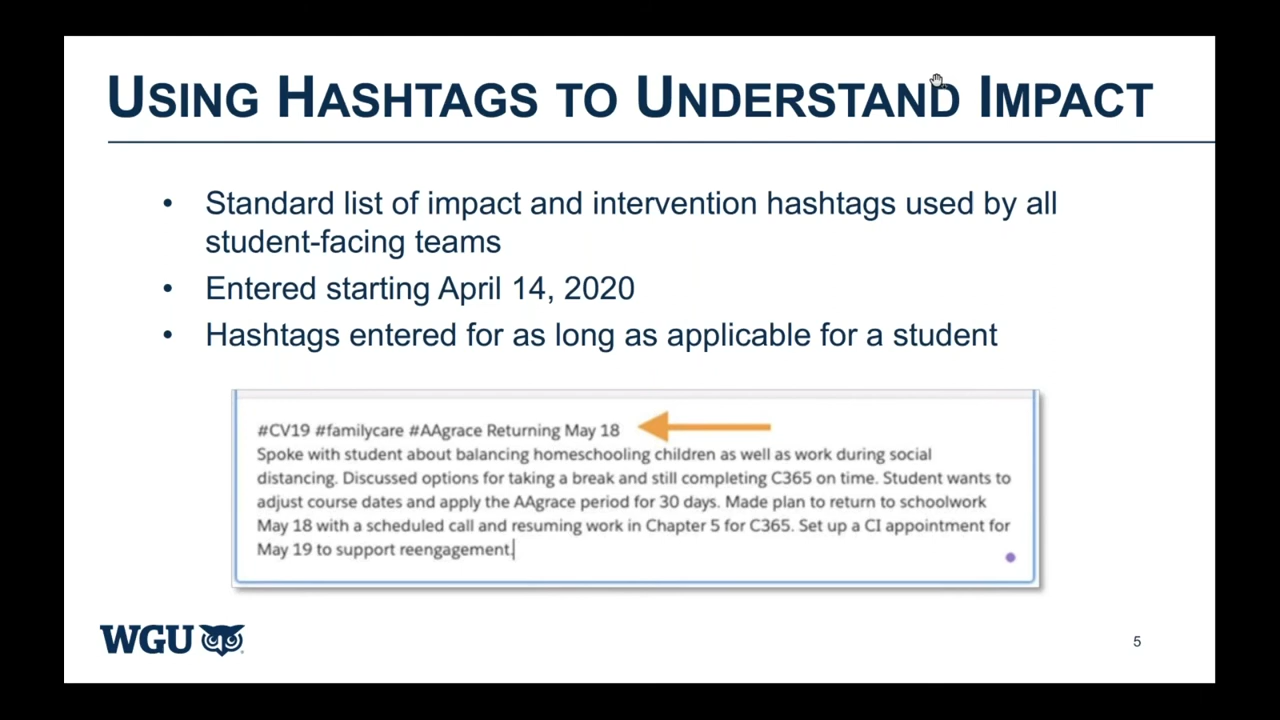 USING HASHTAGS TO UNDERSTAND IMPACT
• Standard list of impact and intervention hashtags used by all
student-facing teams
• Entered starting April 14, 2020
• Hashtags entered for as long as applicable for a student
#CV19 #familycare #AAgrace Returning May 18
Spoke with student about balancing homeschooling children as well as work during social
distancing. Discussed options for taking a break and still completing C365 on time. Student wants to
adjust course dates and apply the AAgrace period for 30 days. Made plan to return to schoolwork
May 18 with a scheduled call and resuming work in Chapter 5 for C365. Set up a CI appointment for
May 19 to support reengagement.
WGU
5